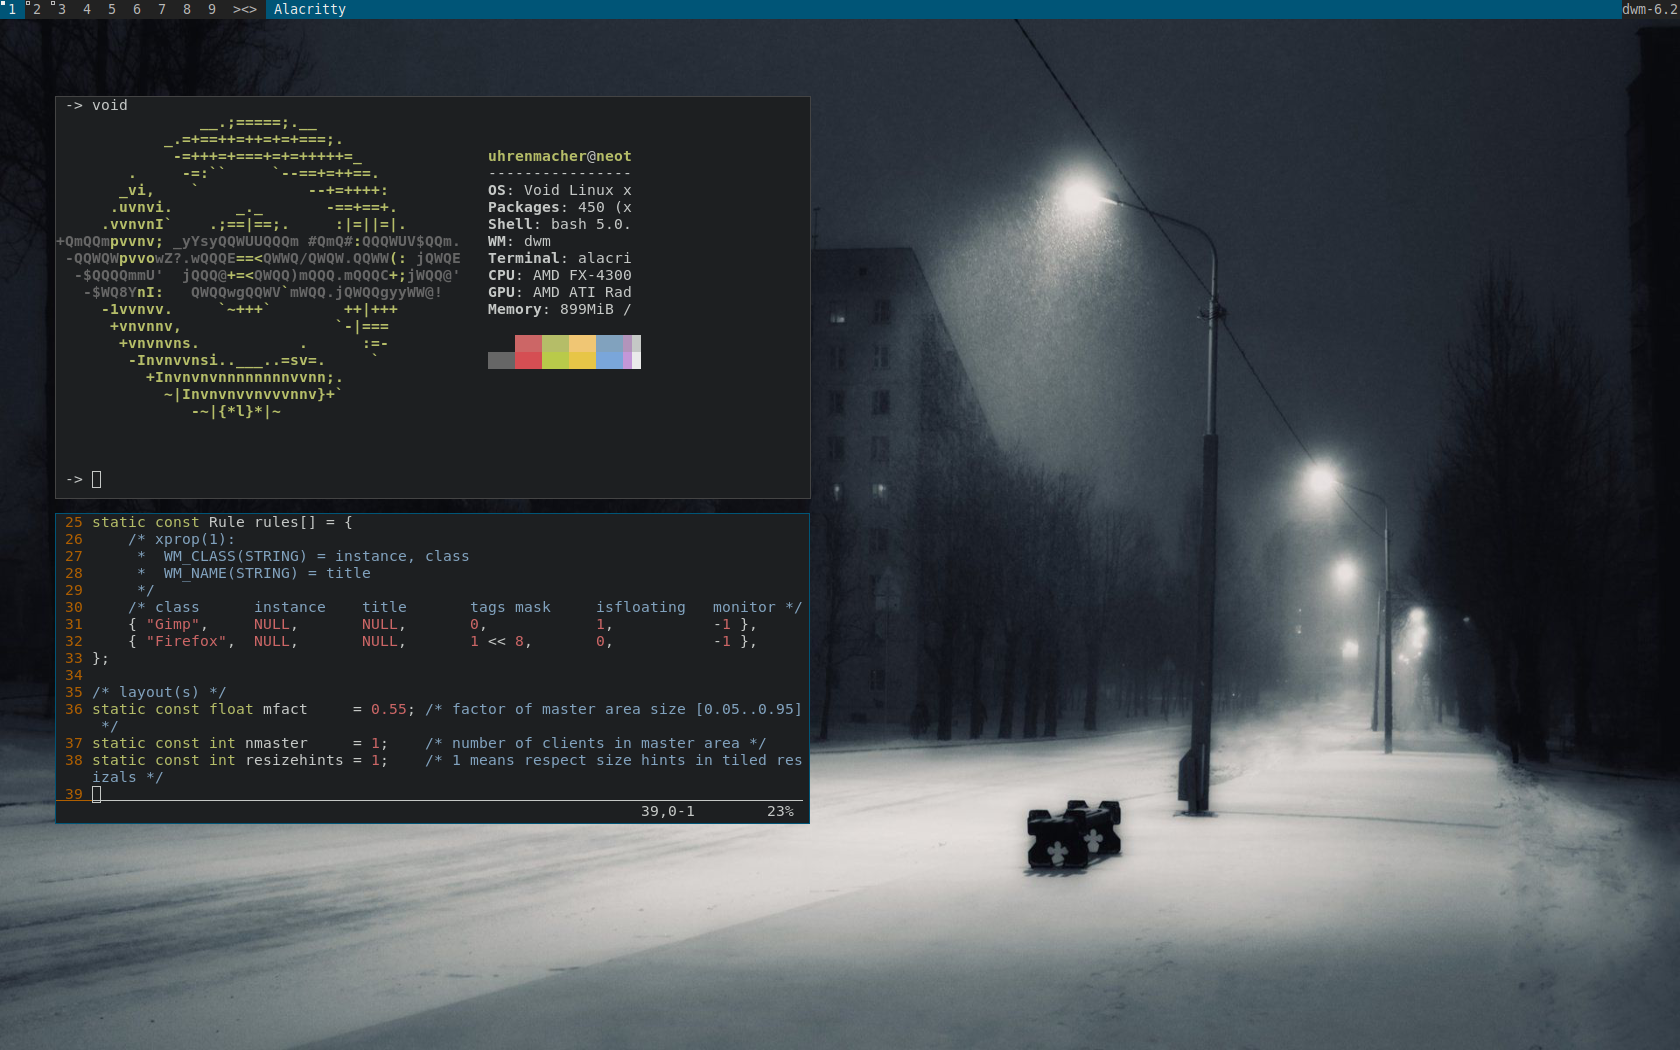 1 2 3 4 5 6 7 8 9 ><> Alacritty dwm-6.2
-> void
__.;=====;.__
_.=+==++=++=+=+===;.
-=+++=+===+=+=+++++=_
. -=:`` `--==+=++==.
_vi, ` --+=++++:
.uvnvi. _._ -==+==+.
.vvnvnI` .;==|==;. :|=||=|.
+QmQQmpvvnv; _yYsyQQWUUQQQm #QmQ#:QQQWUV$QQm.
-QQWQWpvvowZ?.wQQQE==<QWWQ/QWQW.QQWW(: jQWQE
-$QQQQmmU' jQQQ@+=<QWQQ)mQQQ.mQQQC+;jWQQ@'
-$WQ8YnI: QWQQwgQQWV`mWQQ.jQWQQgyyWW@!
-1vvnvv. `~+++` ++|+++
+vnvnnv, `-|===
+vnvnvns. . :=-
-Invnvvnsi..___..=sv=. `
+Invnvnvnnnnnnnnvvnn;.
~|Invnvnvvnvvvnnv}+`
-~|{*l}*|~
uhrenmacher@neot
----------------
OS: Void Linux x
Packages: 450 (x
Shell: bash 5.0.
WM: dwm
Terminal: alacri
CPU: AMD FX-4300
GPU: AMD ATI Rad
Memory: 899MiB /
->
25 static const Rule rules[] = {
26 /* xprop(1):
27 * WM_CLASS(STRING) = instance, class
28 * WM_NAME(STRING) = title
29 */
30 /* class instance title tags mask isfloating monitor */
31 { "Gimp", NULL, NULL, 0, 1, -1 },
32 { "Firefox", NULL, NULL, 1 << 8, 0, -1 },
33 };
34
35 /* layout(s) */
36 static const float mfact = 0.55; /* factor of master area size [0.05..0.95]
*/
37 static const int nmaster = 1; /* number of clients in master area */
38 static const int resizehints = 1; /* 1 means respect size hints in tiled res
izals */
39
39,0-1 23%